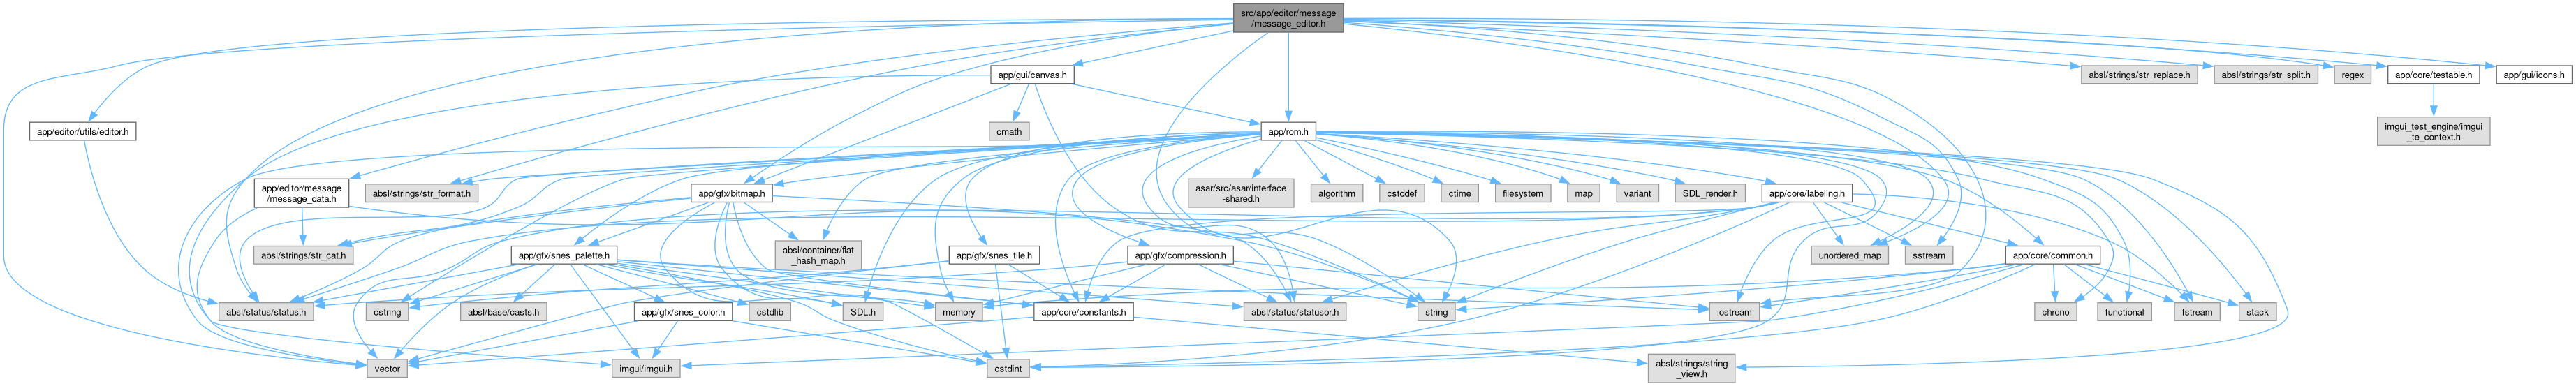 src/app/editor/message
/message_editor.h
app/gui/canvas.h
absl/strings/str_replace.h
absl/strings/str_split.h
regex
app/core/testable.h
app/gui/icons.h
app/editor/utils/editor.h
cmath
app/rom.h
imgui_test_engine/imgui
_te_context.h
app/editor/message
/message_data.h
absl/strings/str_format.h
app/gfx/bitmap.h
asar/src/asar/interface
-shared.h
algorithm
cstddef
ctime
filesystem
map
variant
SDL_render.h
app/core/labeling.h
absl/strings/str_cat.h
app/gfx/snes_palette.h
absl/container/flat
_hash_map.h
app/gfx/snes_tile.h
app/gfx/compression.h
unordered_map
sstream
app/core/common.h
absl/status/status.h
cstring
absl/base/casts.h
app/gfx/snes_color.h
cstdlib
SDL.h
memory
app/core/constants.h
absl/status/statusor.h
string
iostream
chrono
functional
fstream
stack
vector
imgui/imgui.h
cstdint
absl/strings/string
_view.h